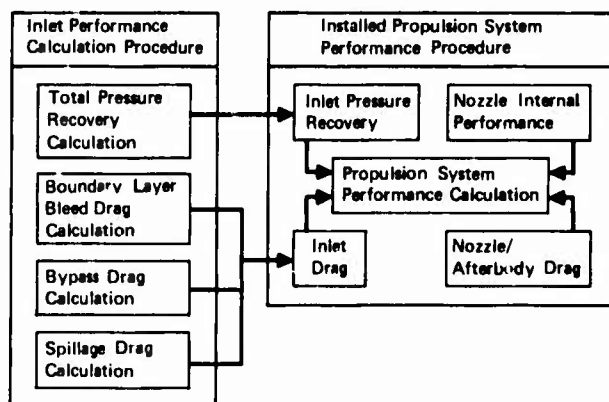 Inlet Performance
Calculation Procedure
Total Pressure
Recovery
Calculation
Boundary Layer
Bleed Drag
Calculation
Bypass Drag
Calculation
Spillage Drag
Calculation
Installed Propulsion System
Performance Procedure
Inlet Pressure
Recovery
Nozzle Internal
Performance
Propulsion System
Performance Calculation
Inlet
Drag
Nozzle/
Afterbody Drag